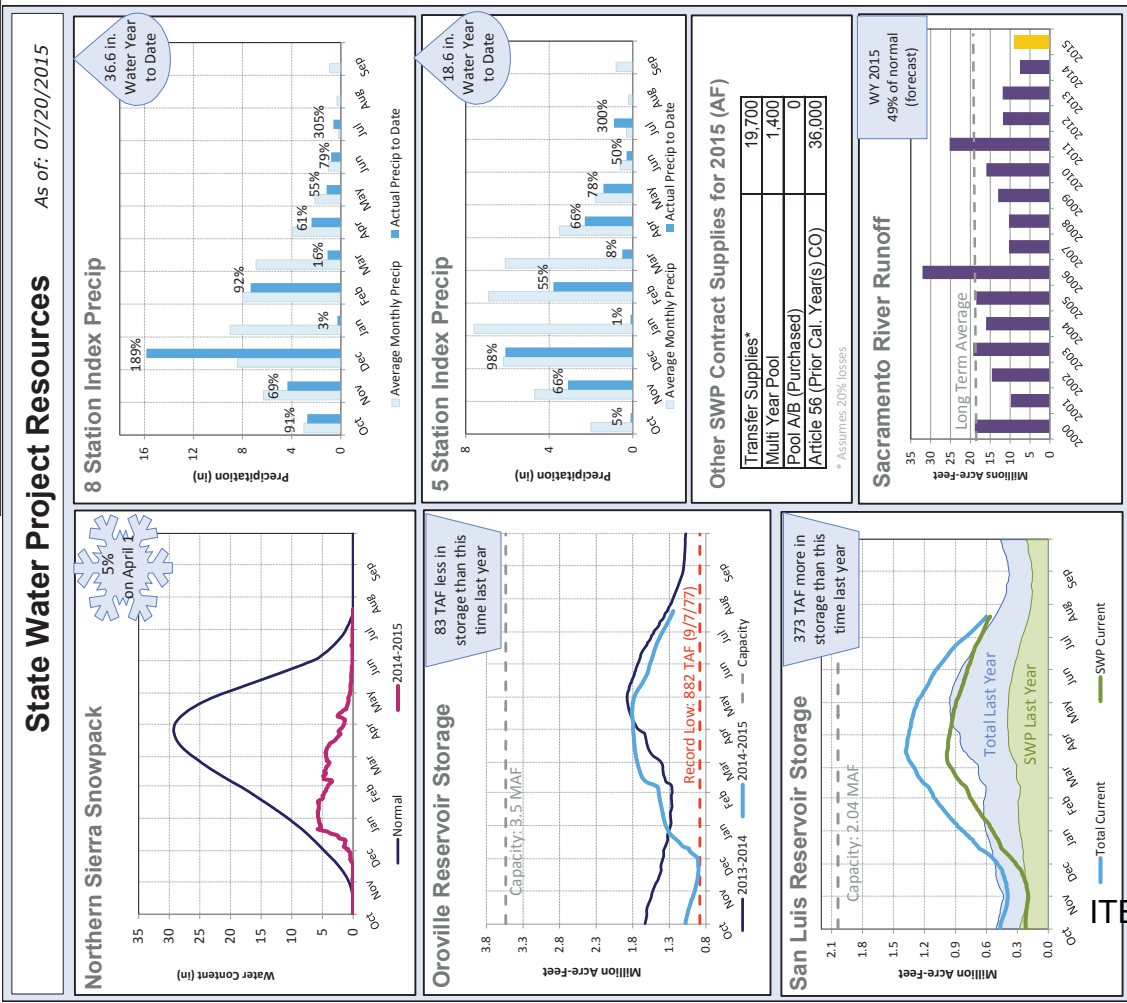 State Water Project Resources
As of: 07/20/2015
Northern Sierra Snowpack
5%
on April 1
Water Content (in)
35
30
25
20
15
10
5
0
Oct
Nov
Dec
Jan
Feb
Mar
Apr
May
Jun
Jul
Aug
Sep
Normal
2014-2015
8 Station Index Precip
36.6 in.
Water Year
to Date
Precipitation (in)
16
12
8
4
0
91%
69%
189%
3%
92%
16%
61%
55%
79%
305%
Oct
Nov
Dec
Jan
Feb
Mar
Apr
May
Jun
Jul
Aug
Sep
Average Monthly Precip
Actual Precip to Date
Oroville Reservoir Storage
83 TAF less in
storage than this
time last year
Million Acre-Feet
3.8
3.3
2.8
2.3
1.8
1.3
0.8
Capacity: 3.5 MAF
Record Low: 882 TAF (9/7/77)
Oct
Nov
Dec
Jan
Feb
Mar
Apr
May
Jun
Jul
Aug
Sep
2013-2014
2014-2015
Capacity
5 Station Index Precip
18.6 in.
Water Year
to Date
Precipitation (in)
8
4
0
5%
66%
98%
1%
55%
8%
66%
78%
50%
300%
Oct
Nov
Dec
Jan
Feb
Mar
Apr
May
Jun
Jul
Aug
Sep
Average Monthly Precip
Actual Precip to Date
Other SWP Contract Supplies for 2015 (AF)
Transfer Supplies* 19,700
Multi Year Pool 1,400
Pool A/B (Purchased) 0
Article 56 (Prior Cal. Year(s) CO) 36,000
* Assumes 20% losses
San Luis Reservoir Storage
373 TAF more in
storage than this
time last year
Million Acre-Feet
2.1
1.8
1.5
1.2
0.9
0.6
0.3
0.0
Capacity: 2.04 MAF
Total Last Year
SWP Last Year
Oct
Nov
Dec
Jan
Feb
Mar
Apr
May
Jun
Jul
Aug
Sep
Total Current
SWP Current
Sacramento River Runoff
WY 2015
49% of normal
(forecast)
Millions Acre-Feet
35
30
25
20
15
10
5
0
Long Term Average
2000
2001
2002
2003
2004
2005
2006
2007
2008
2009
2010
2011
2012
2013
2014
2015
ITE